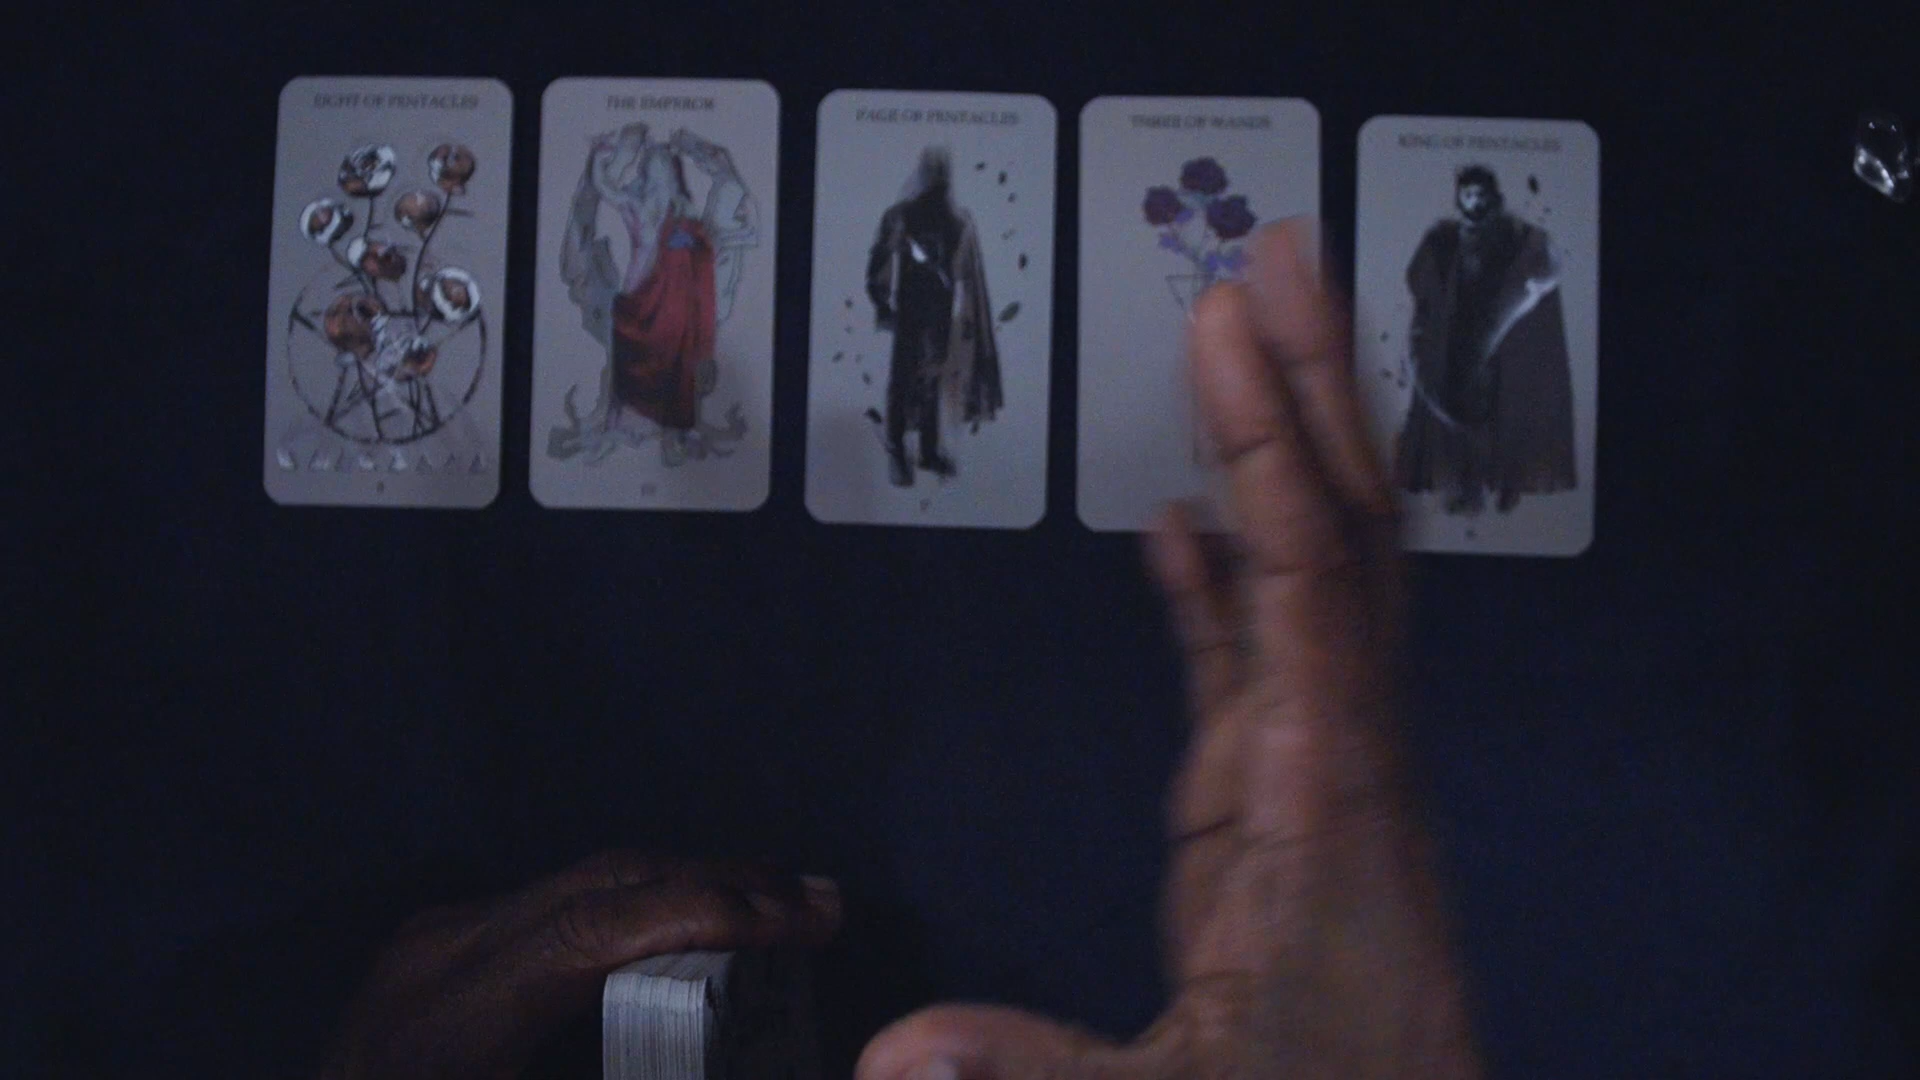 EIGHT OF PENTACLES
THE EMPEROR
PAGE OF PENTACLES
THREE OF WANDS
KING OF PENTACLES